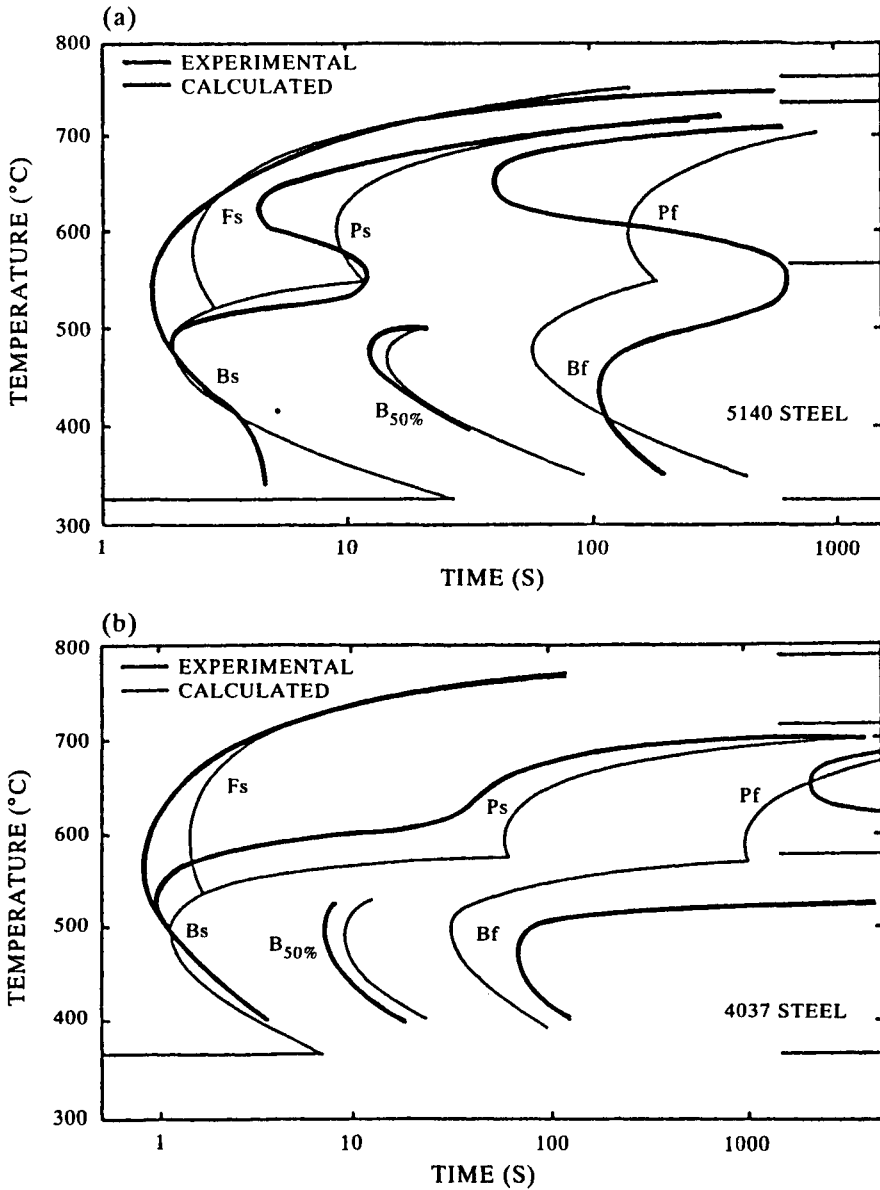 (a)
800
EXPERIMENTAL
CALCULATED
700
Fs
Ps
Pf
600
500
Bs
B50%
Bf
400
5140 STEEL
300
TEMPERATURE (°C)
1
10
100
1000
TIME (S)
(b)
800
EXPERIMENTAL
CALCULATED
700
Fs
Ps
Pf
600
500
Bs
B50%
Bf
400
4037 STEEL
300
TEMPERATURE (°C)
1
10
100
1000
TIME (S)